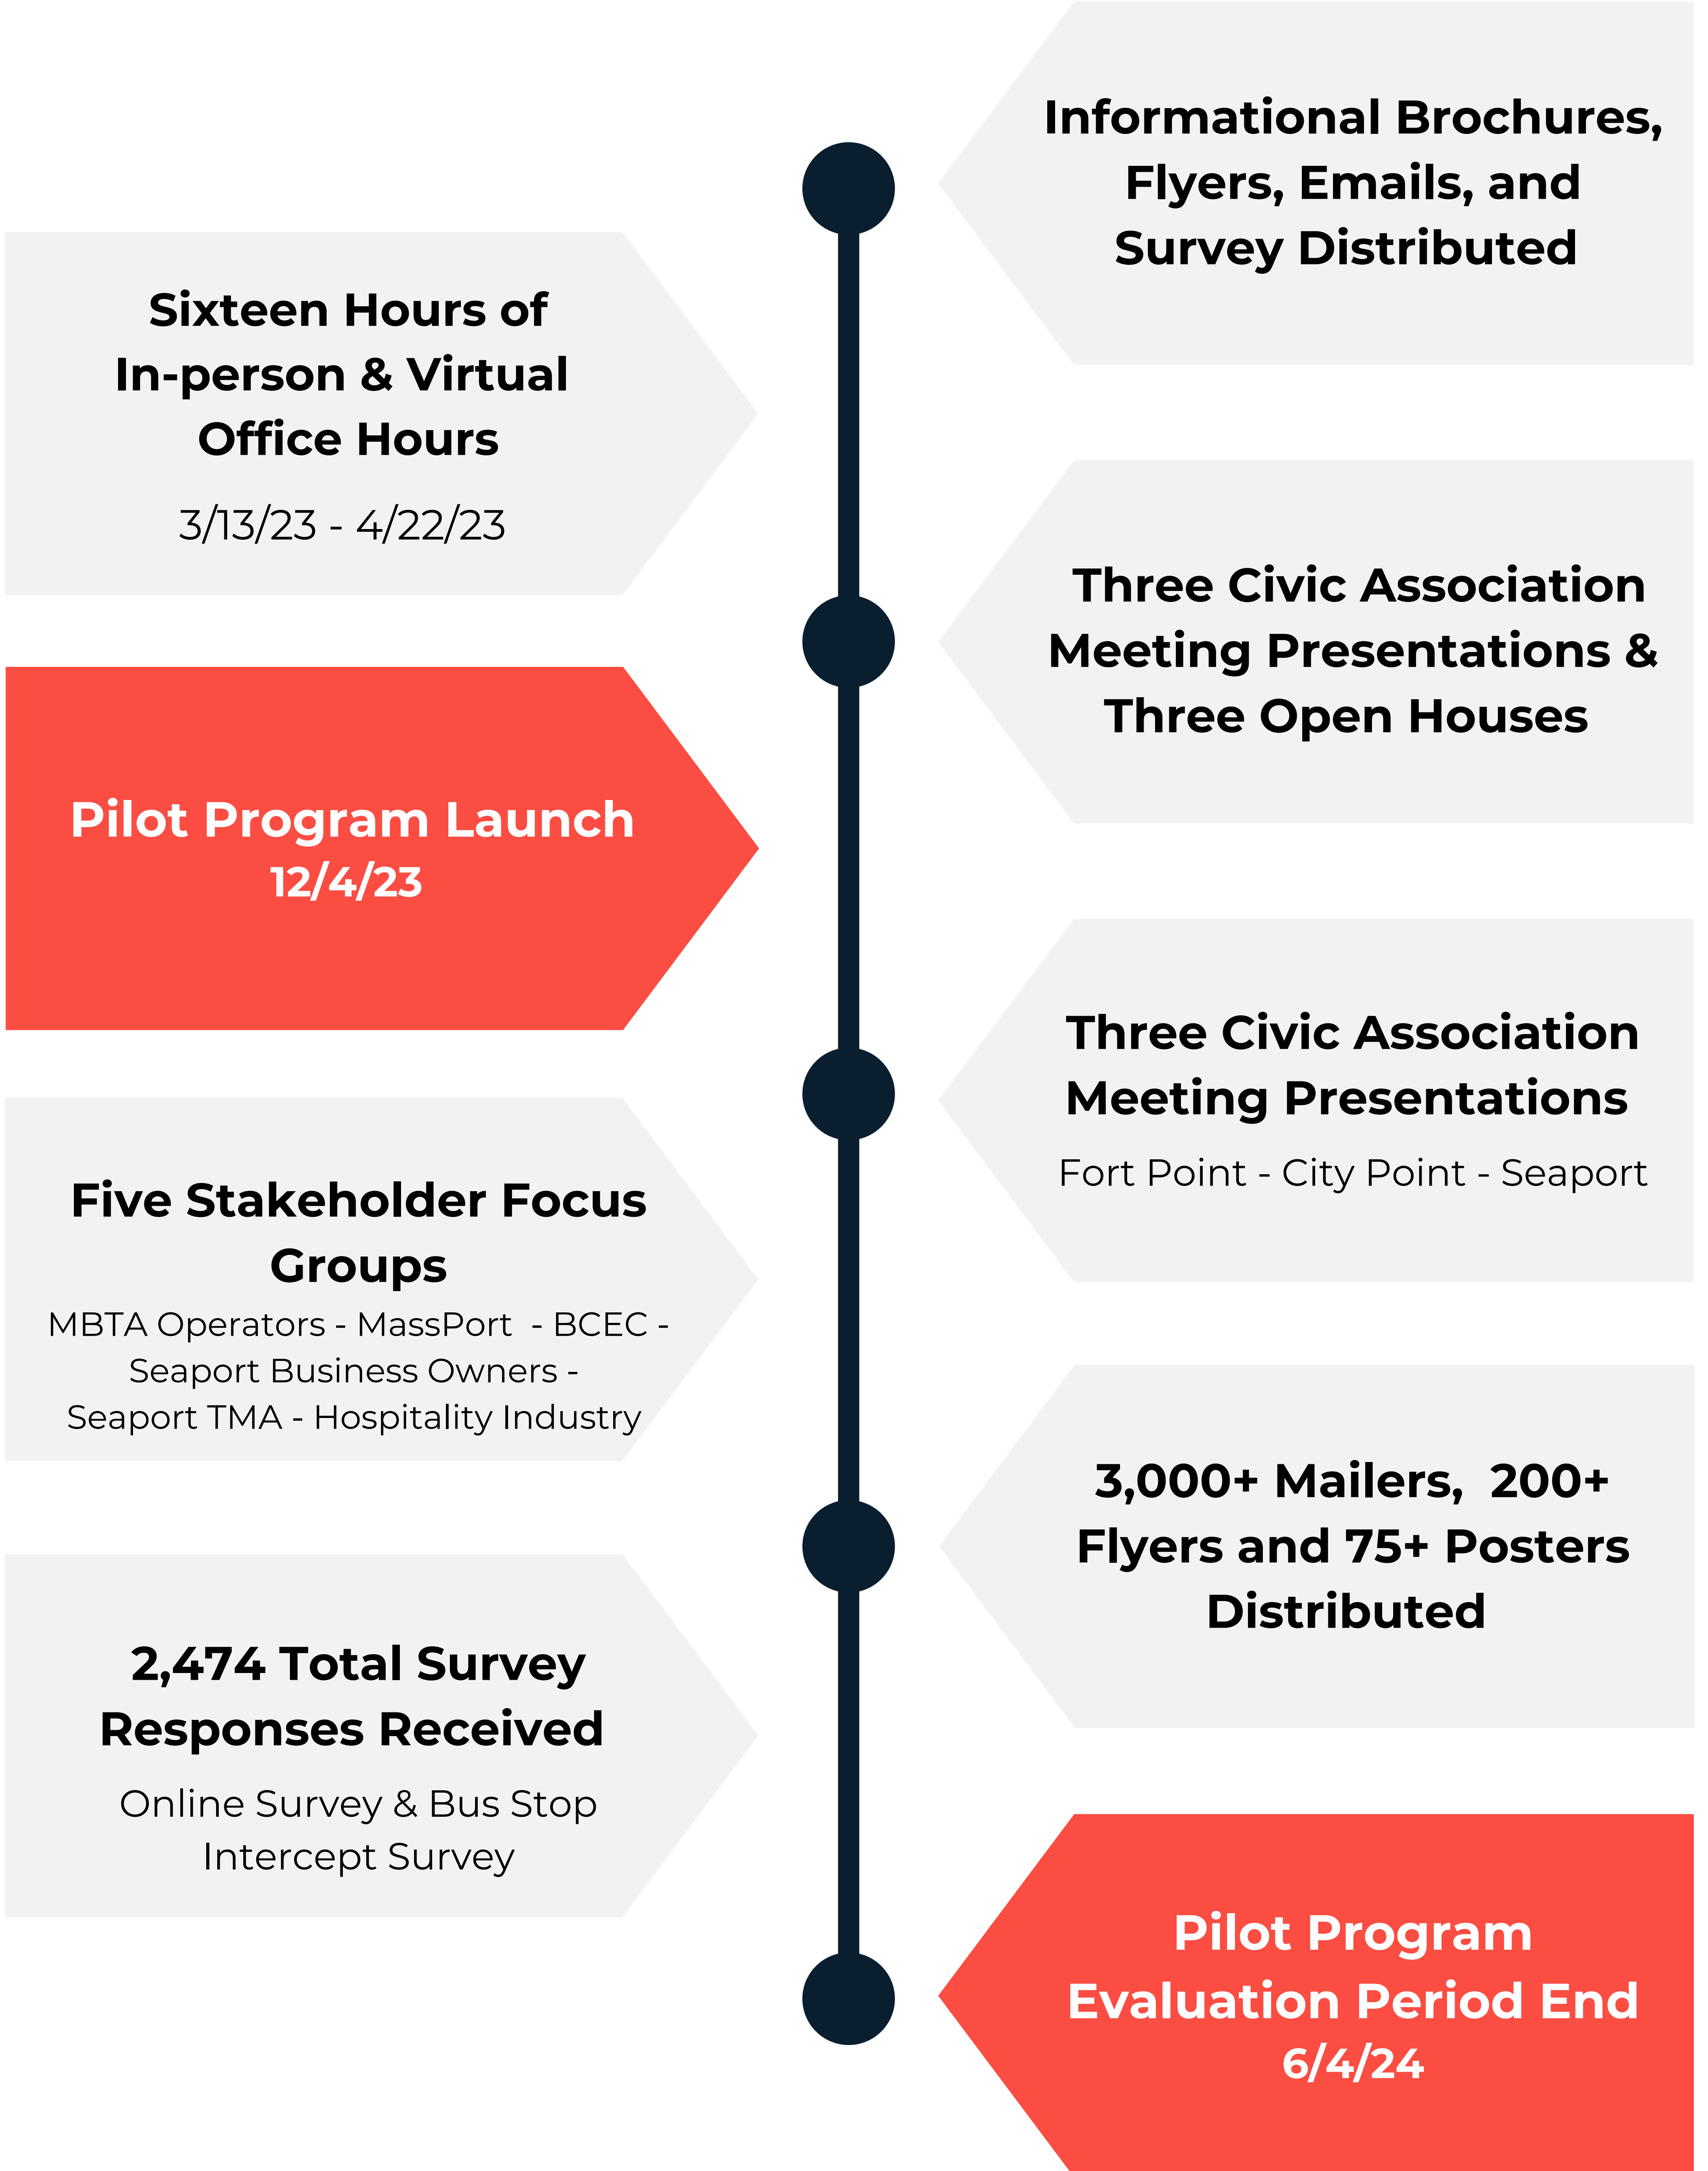 Informational Brochures,
Flyers, Emails, and
Survey Distributed
Sixteen Hours of
In-person & Virtual
Office Hours
3/13/23 - 4/22/23
Three Civic Association
Meeting Presentations &
Three Open Houses
Pilot Program Launch
12/4/23
Three Civic Association
Meeting Presentations
Fort Point - City Point - Seaport
Five Stakeholder Focus
Groups
MBTA Operators - MassPort  - BCEC -
Seaport Business Owners -
Seaport TMA - Hospitality Industry
3,000+ Mailers,  200+
Flyers and 75+ Posters
Distributed
2,474 Total Survey
Responses Received
Online Survey & Bus Stop
Intercept Survey
Pilot Program
Evaluation Period End
6/4/24